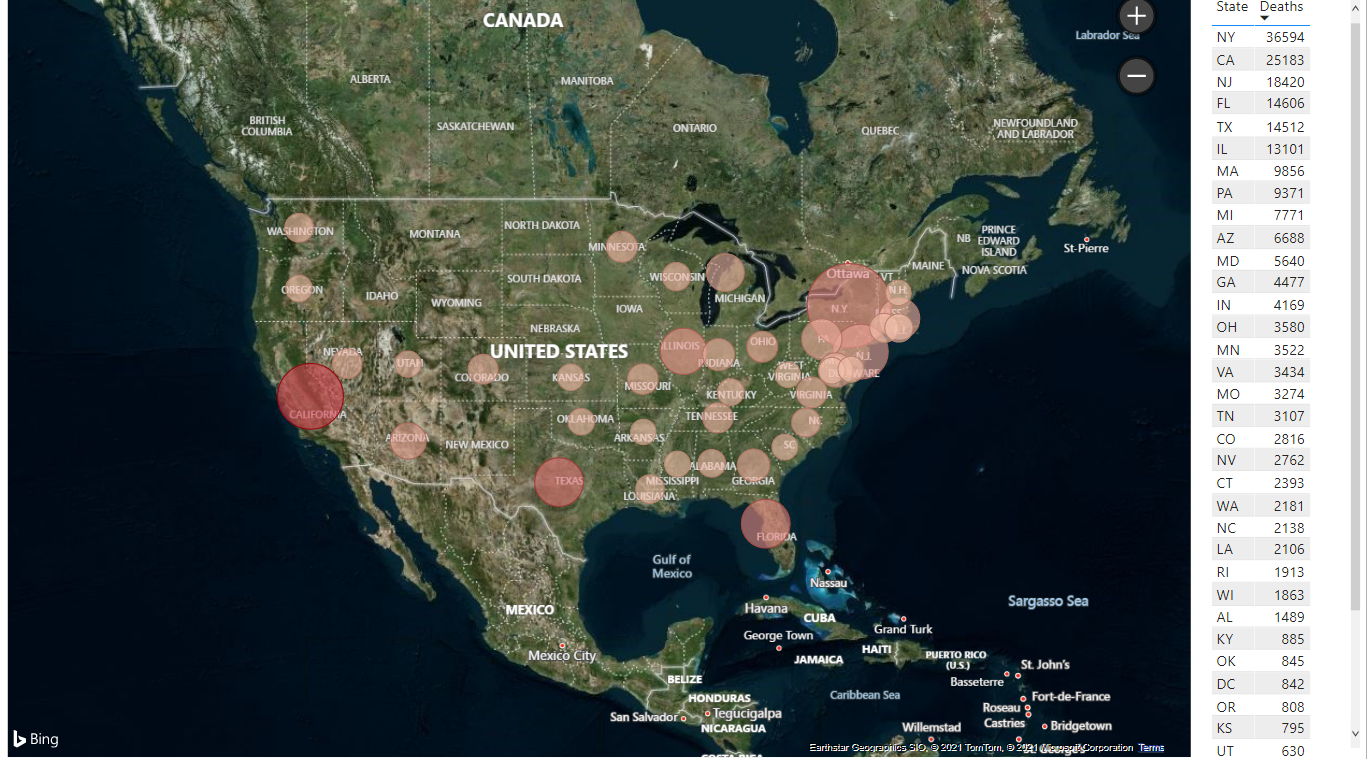 CANADA
Labrador Sea
ALBERTA
MANITOBA
BRITISH
COLUMBIA
SASKATCHEWAN
ONTARIO
QUEBEC
NEWFOUNDLAND
AND LABRADOR
WASHINGTON
MONTANA
NORTH DAKOTA
MINNESOTA
NB
PRINCE
EDWARD
ISLAND
St-Pierre
OREGON
IDAHO
SOUTH DAKOTA
WISCONSIN
MICHIGAN
Ottawa
VT.
MAINE
NOVA SCOTIA
N.H.
WYOMING
IOWA
N.Y.
NEBRASKA
NEVADA
UTAH
COLORADO
UNITED STATES
KANSAS
ILLINOIS
INDIANA
OHIO
PA
N.J.
DELAWARE
WEST
VIRGINIA
MISSOURI
KENTUCKY
VIRGINIA
CALIFORNIA
ARIZONA
NEW MEXICO
OKLAHOMA
ARKANSAS
TENNESSEE
NC
SC
TEXAS
MISSISSIPPI
ALABAMA
GEORGIA
LOUISIANA
FLORIDA
Gulf of
Mexico
Nassau
Sargasso Sea
MEXICO
Havana
CUBA
Grand Turk
Mexico City
George Town
JAMAICA
HAITI
PUERTO RICO
(U.S.)
St. John's
Basseterre
BELIZE
HONDURAS
Caribbean Sea
Fort-de-France
Roseau
Castries
Bridgetown
San Salvador
Tegucigalpa
NICARAGUA
Willemstad
St. George's
COSTA RICA
Bing
Earthstar Geographics SIO, © 2021 TomTom, © 2021 Microsoft Corporation Terms
State Deaths
NY 36594
CA 25183
NJ 18420
FL 14606
TX 14512
IL 13101
MA 9856
PA 9371
MI 7771
AZ 6688
MD 5640
GA 4477
IN 4169
OH 3580
MN 3522
VA 3434
MO 3274
TN 3107
CO 2816
NV 2762
CT 2393
WA 2181
NC 2138
LA 2106
RI 1913
WI 1863
AL 1489
KY 885
OK 845
DC 842
OR 808
KS 795
UT 630